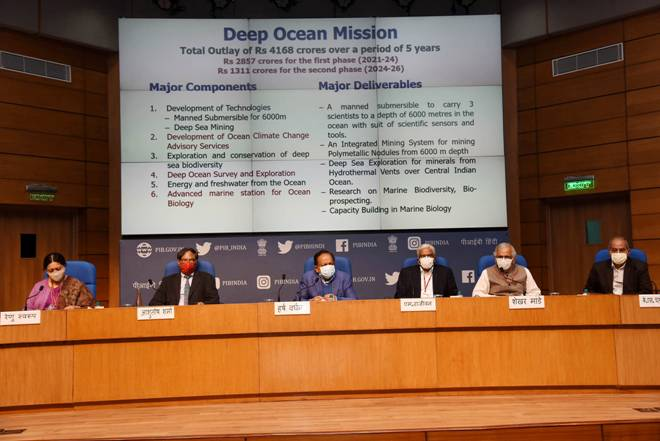 Deep Ocean Mission
Total Outlay of Rs 4168 crores over a period of 5 years
Rs 2857 crores for the first phase (2021-24)
Rs 1311 crores for the second phase (2024-26)
Major Components
1. Development of Technologies
– Manned Submersible for 6000m
– Deep Sea Mining
2. Development of Ocean Climate Change
Advisory Services
3. Exploration and conservation of deep
sea biodiversity
4. Deep Ocean Survey and Exploration
5. Energy and freshwater from the Ocean
6. Advanced marine station for Ocean
Biology
Major Deliverables
– A manned submersible to carry 3
scientists to a depth of 6000 metres in the
ocean with suit of scientific sensors and
tools.
– An Integrated Mining System for mining
Polymetallic Nodules from 6000 m depth
– Deep Sea Exploration for minerals from
Hydrothermal Vents over Central Indian
Ocean.
– Research on Marine Biodiversity, Bio-
prospecting.
– Capacity Building in Marine Biology
PIB.GOV.IN PIB_INDIA @PIBHINDI PIBINDIA पीआईबी हिंदी @PIB_INDIA
पीआईबी PIBINDIA PIB.GOV
रेणु स्वरूप
आशुतोष शर्मा
हर्ष वर्धन
एम.राजीवन
शेखर मांडे
EXIT